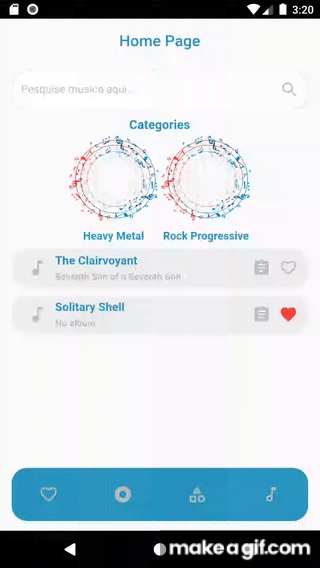 3:20
Home Page
Pesquise musica aqui...
Categories
Heavy Metal Rock Progressive
The Clairvoyant
Seventh Son of a Seventh Son
Solitary Shell
No album
makeagif.com